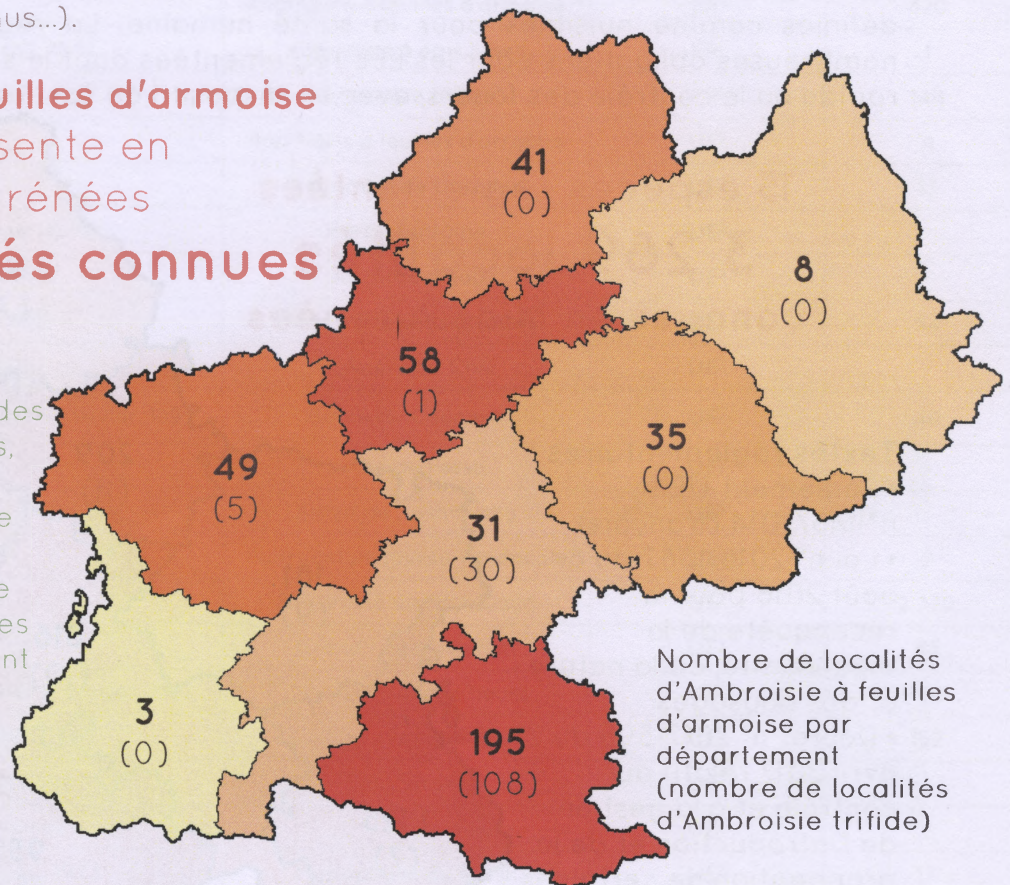 us...)
uilles d'armoise
sente en
rénées
és connues
des
s,
e
e
es
nt
41
(0)
8
(0)
58
(1)
35
(0)
49
(5)
31
(30)
3
(0)
195
(108)
Nombre de localités
d'Ambroisie à feuilles
d'armoise par
département
(nombre de localités
d'Ambroisie trifide)